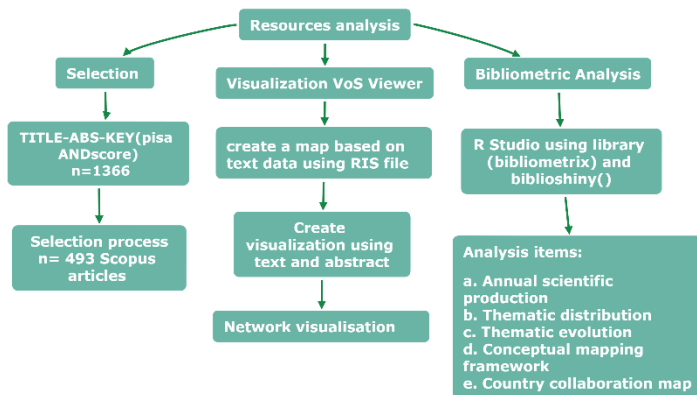 Resources analysis
Selection
TITLE-ABS-KEY(pisa
ANDscore)
n=1366
Selection process
n= 493 Scopus
articles
Visualization VoS Viewer
create a map based on
text data using RIS file
Create
visualization using
text and abstract
Network visualisation
Bibliometric Analysis
R Studio using library
(bibliometrix) and
biblioshiny()
Analysis items:
a. Annual scientific
production
b. Thematic distribution
c. Thematic evolution
d. Conceptual mapping
framework
e. Country collaboration map